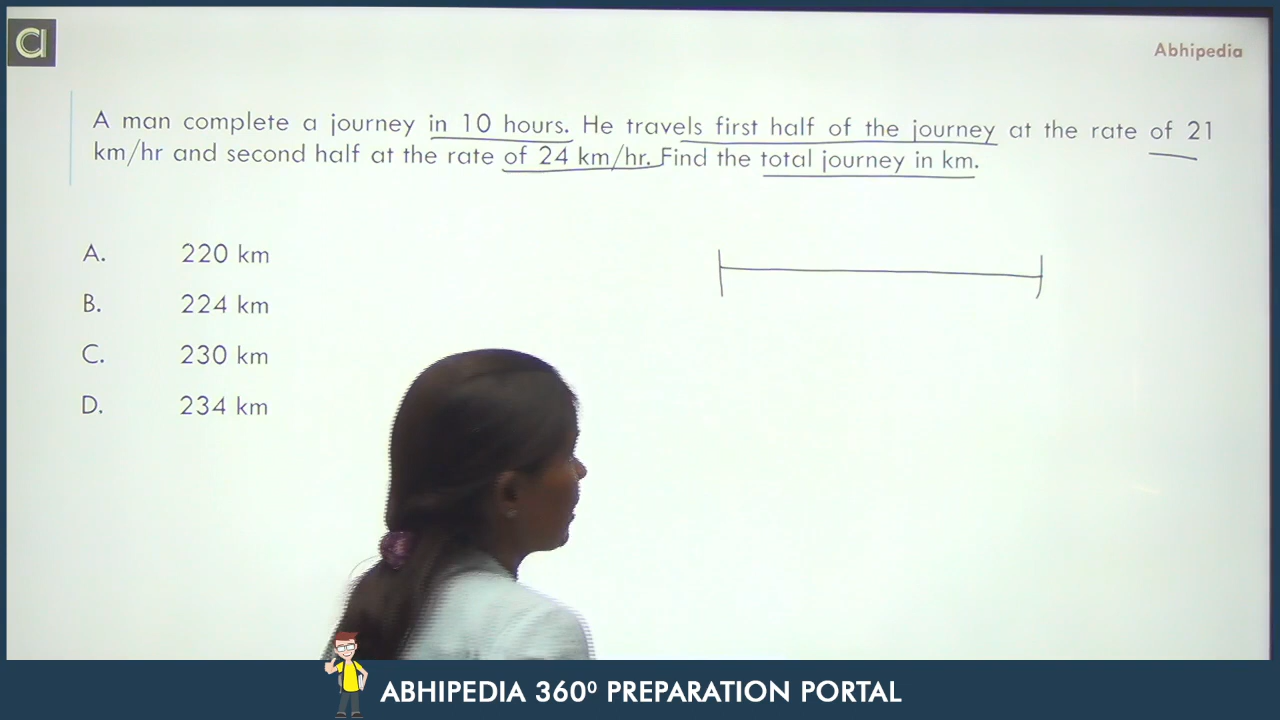 Abhipedia
A man complete a journey in 10 hours. He travels first half of the journey at the rate of 21
km/hr and second half at the rate of 24 km/hr. Find the total journey in km.
A. 220 km
B. 224 km
C. 230 km
D. 234 km
ABHIPEDIA 360⁰ PREPARATION PORTAL